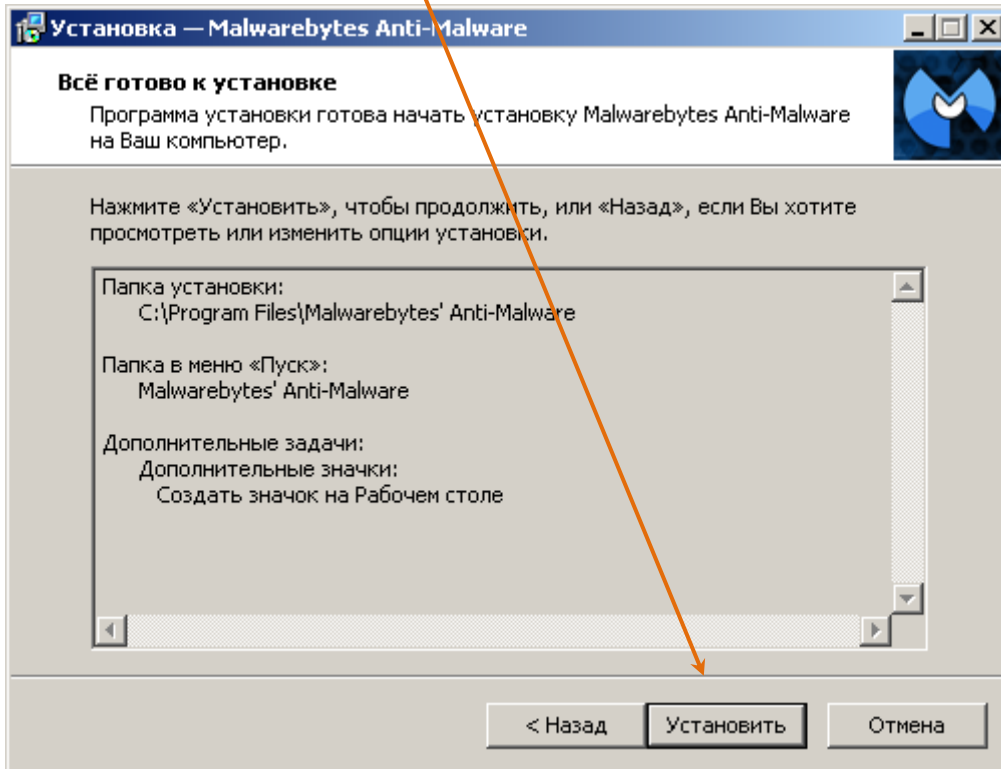 Установка — Malwarebytes Anti-Malware
Всё готово к установке
Программа установки готова начать установку Malwarebytes Anti-Malware
на Ваш компьютер.
Нажмите «Установить», чтобы продолжить, или «Назад», если Вы хотите
просмотреть или изменить опции установки.
Папка установки:
C:\Program Files\Malwarebytes' Anti-Malware
Папка в меню «Пуск»:
Malwarebytes' Anti-Malware
Дополнительные задачи:
Дополнительные значки:
Создать значок на Рабочем столе
< Назад
Установить
Отмена